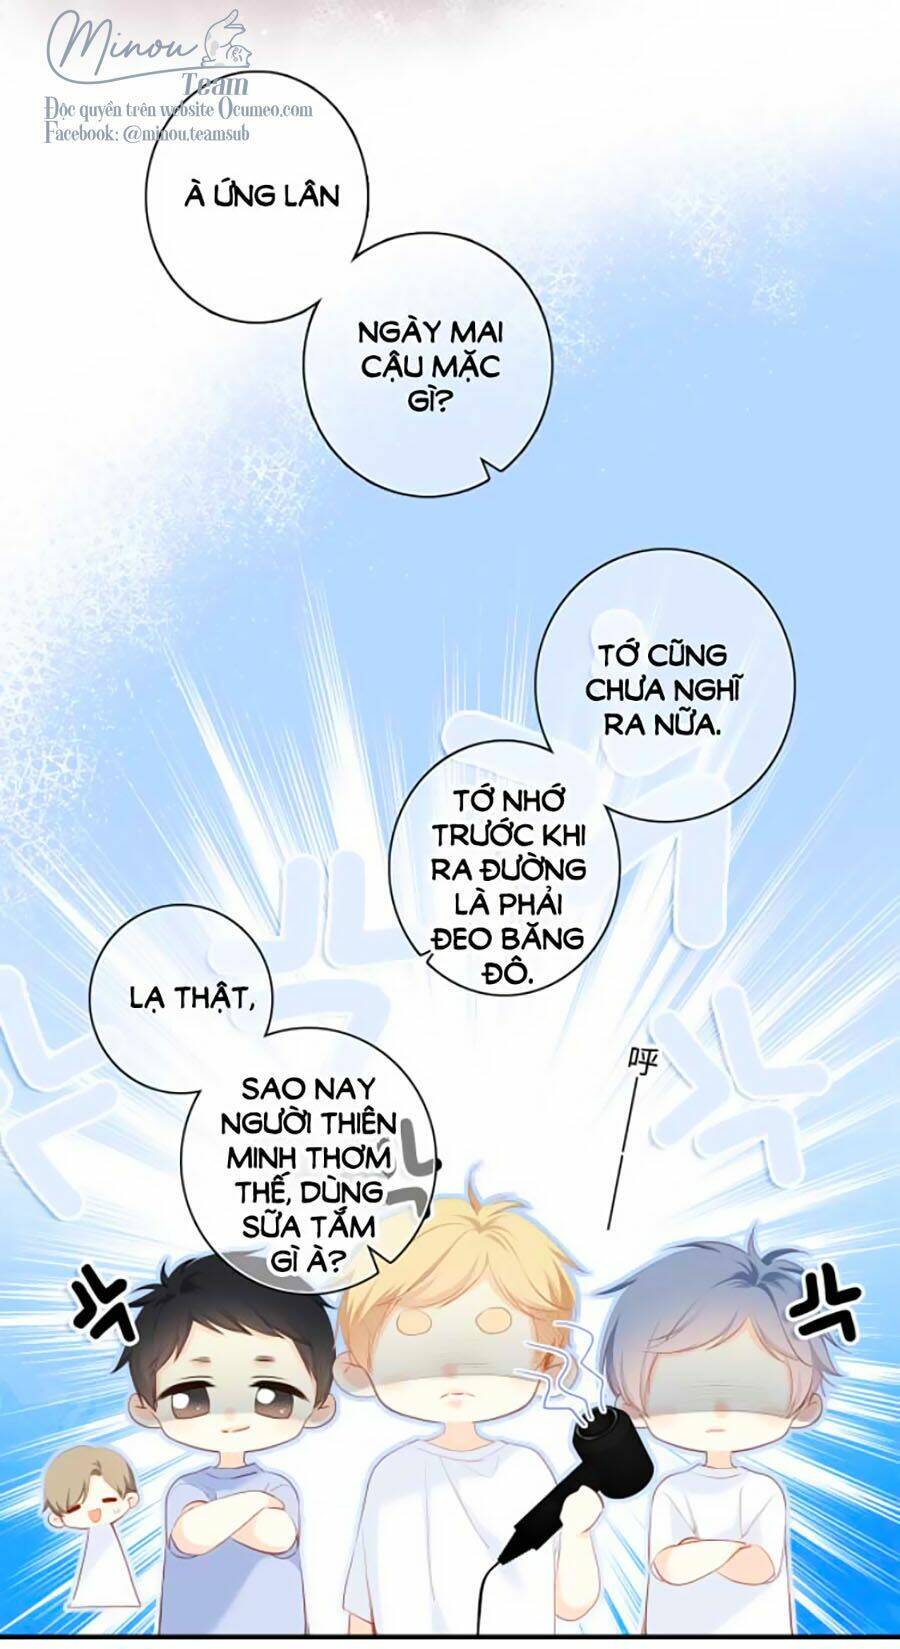 Minou
Team
Độc quyền trên website Ocumeo.com
Facebook: @minou.teamsub
À ỨNG LÂN
NGÀY MAI
CẬU MẶC
GÌ?
TỚ CŨNG
CHƯA NGHĨ
RA NỮA.
TỚ NHỚ
TRƯỚC KHI
RA ĐƯỜNG
LÀ PHẢI
ĐEO BĂNG
ĐÔ.
LẠ THẬT,
SAO NAY
NGƯỜI THIÊN
MINH THƠM
THẾ, DÙNG
SỮA TẮM
GÌ À?
呼